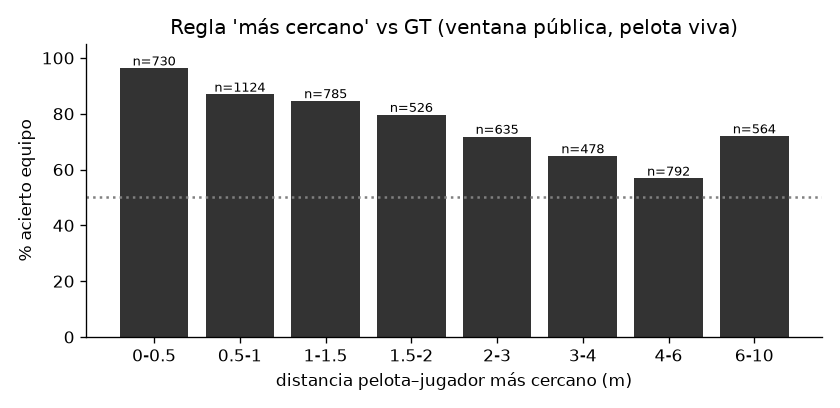 Regla 'más cercano' vs GT (ventana pública, pelota viva)
% acierto equipo
100
80
60
40
20
0
n=730
n=1124
n=785
n=526
n=635
n=478
n=792
n=564
0-0.5
0.5-1
1-1.5
1.5-2
2-3
3-4
4-6
6-10
distancia pelota–jugador más cercano (m)